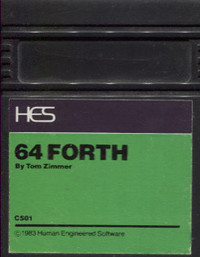 HES
64 FORTH
By Tom Zimmer
C501
©1983 Human Engineered Software